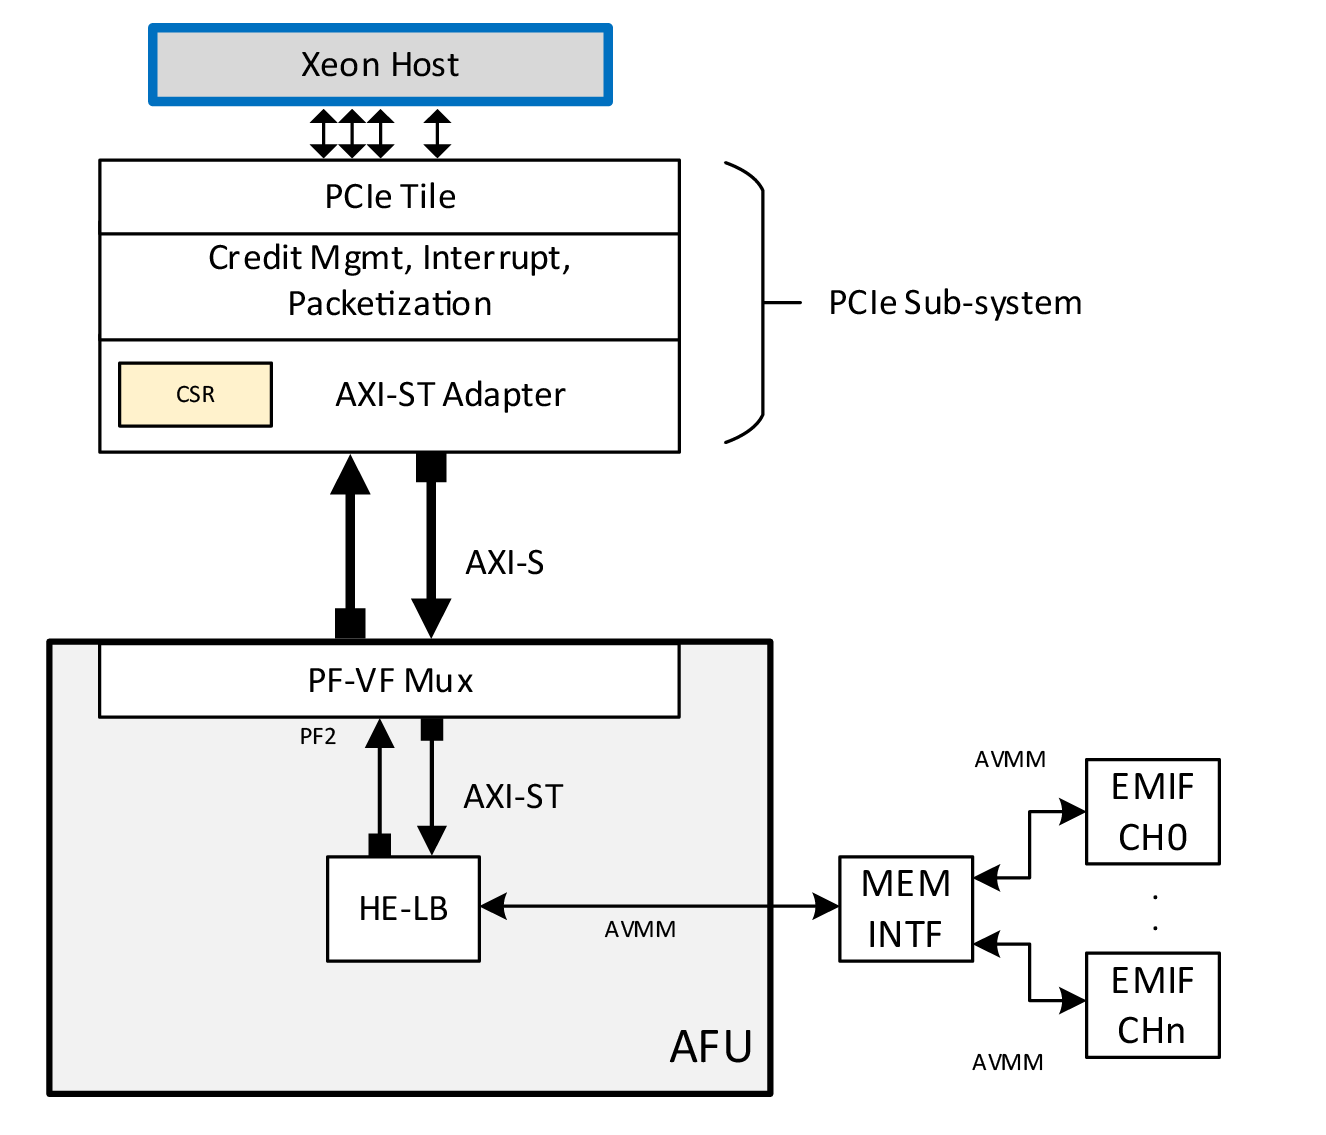 Xeon Host
PCIe Tile
Credit Mgmt, Interrupt,
Packetization
PCIe Sub-system
CSR
AXI-ST Adapter
AXI-S
PF-VF Mux
PF2
AXI-ST
HE-LB
AVMM
AFU
MEM
INTF
AVMM
EMIF
CH0
.
.
EMIF
CHn
AVMM